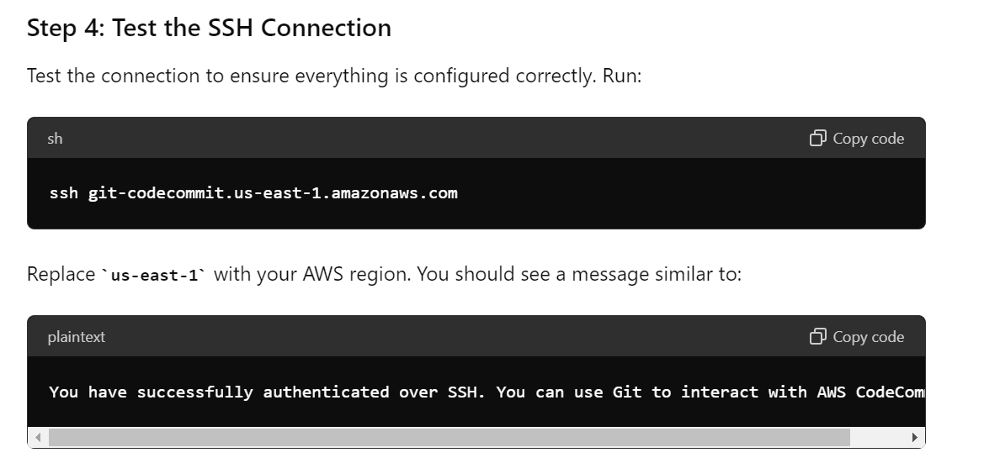 Step 4: Test the SSH Connection
Test the connection to ensure everything is configured correctly. Run:
sh
Copy code
ssh git-codecommit.us-east-1.amazonaws.com
Replace `us-east-1` with your AWS region. You should see a message similar to:
plaintext
Copy code
You have successfully authenticated over SSH. You can use Git to interact with AWS CodeCom